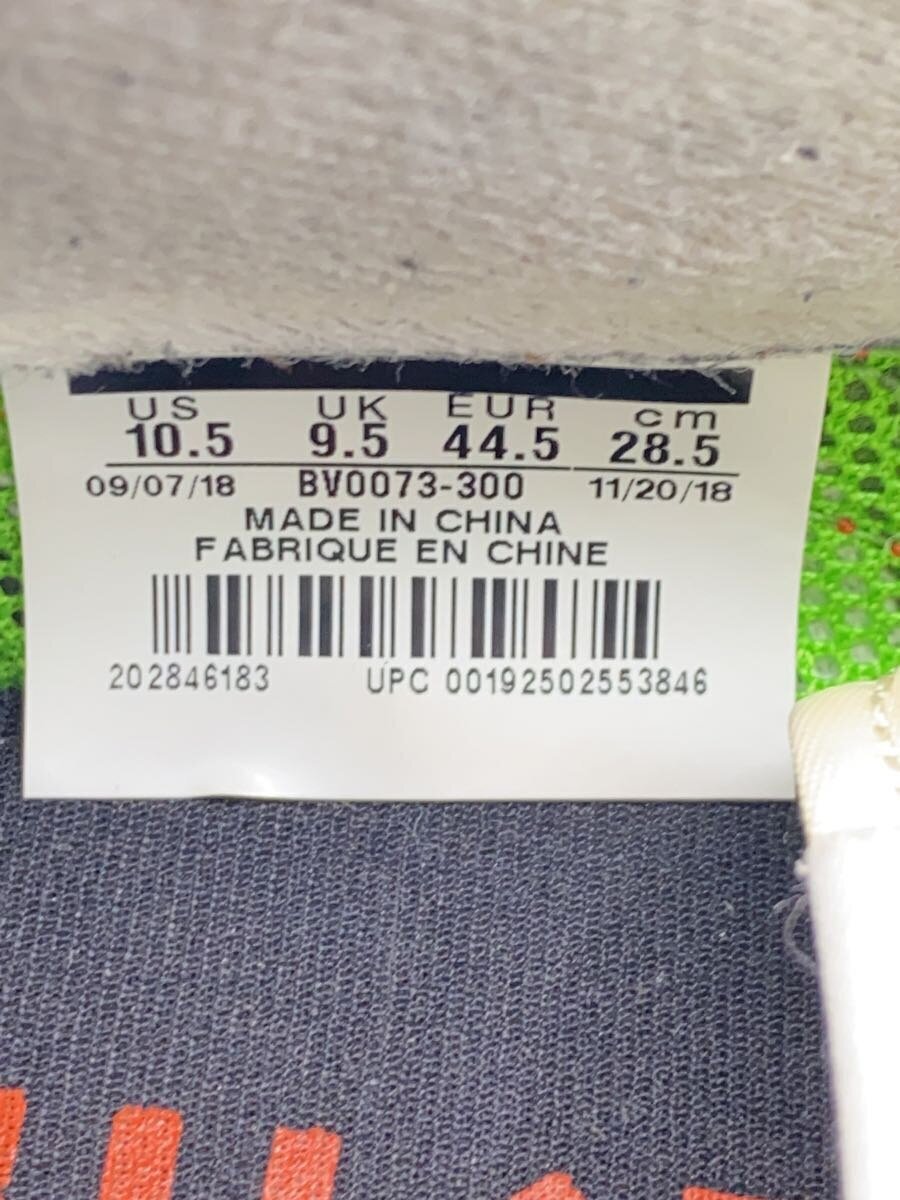 US UK EUR cm
10.5 9.5 44.5 28.5
09/07/18 BV0073-300 11/20/18
MADE IN CHINA
FABRIQUE EN CHINE
202846183 UPC 00192502553846